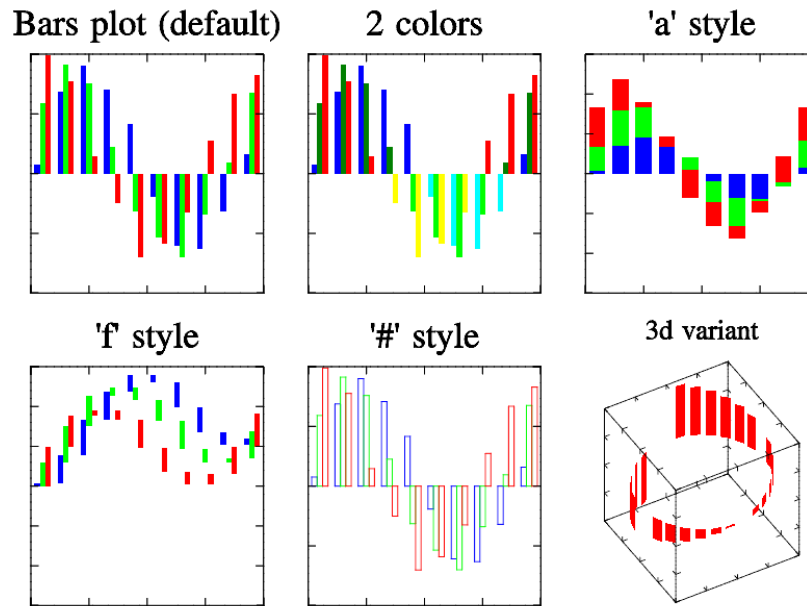 Bars plot (default)
2 colors
'a' style
'f' style
'#' style
3d variant